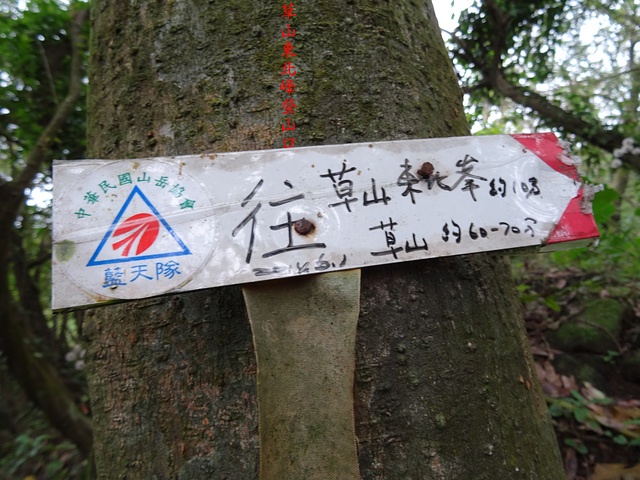 草山東北峰登山口
中華民國山岳協會
藍天隊
往
草山東北峯約10分
草山 約60-70分